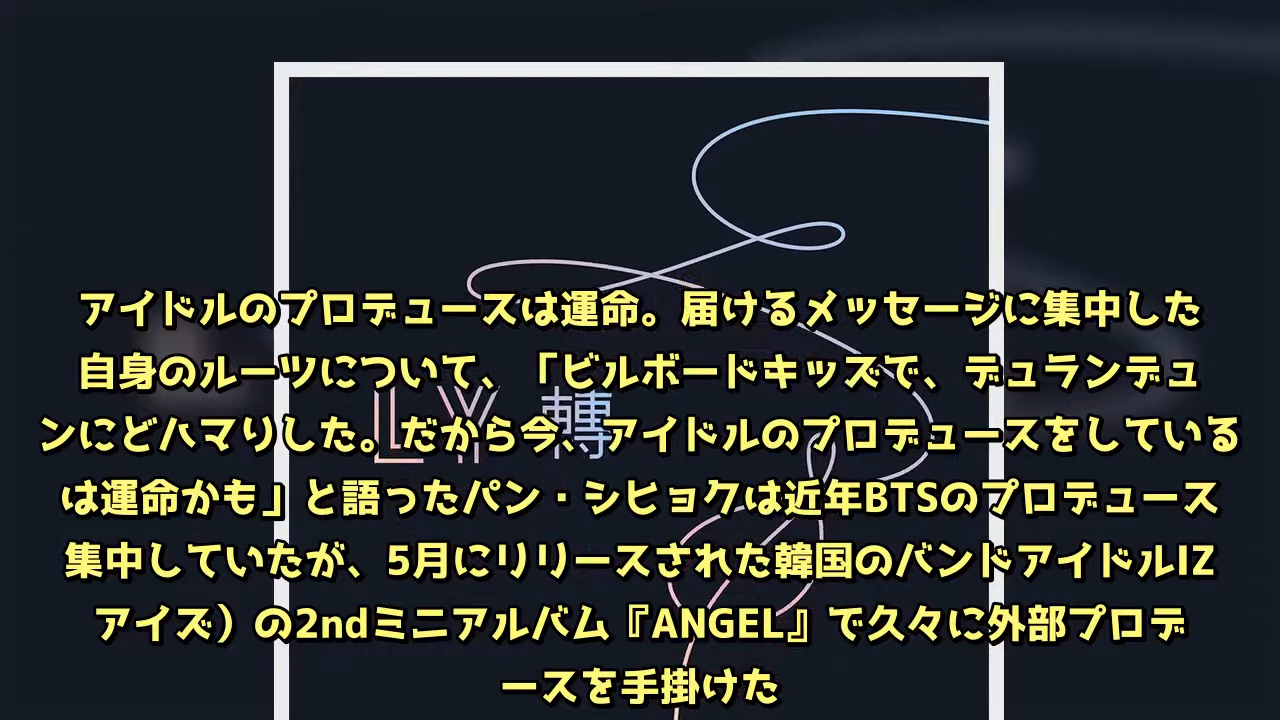 アイドルのプロデュースは運命。届けるメッセージに集中した
自身のルーツについて、「ビルボードキッズで、デュランデュ
ンにどハマりした。だから今、アイドルのプロデュースをしている
は運命かも」と語ったパン・シヒョクは近年BTSのプロデュース
集中していたが、5月にリリースされた韓国のバンドアイドルIZ
アイズ）の2ndミニアルバム『ANGEL』で久々に外部プロデ
ースを手掛けた
LY 轉